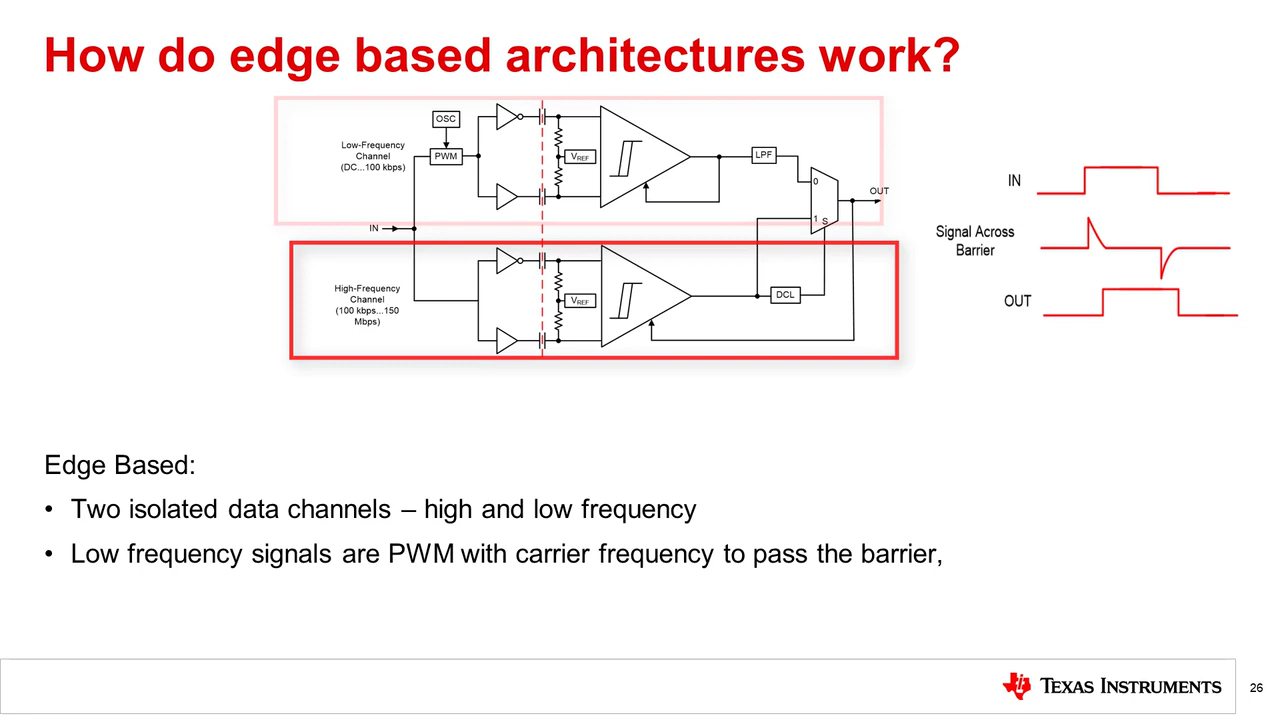 How do edge based architectures work?
OSC
Low-Frequency
Channel
(DC...100 kbps)
PWM
VREF
LPF
0
OUT
1
S
IN
High-Frequency
Channel
(100 kbps...150
Mbps)
VREF
DCL
IN
Signal Across
Barrier
OUT
Edge Based:
• Two isolated data channels – high and low frequency
• Low frequency signals are PWM with carrier frequency to pass the barrier,
TEXAS INSTRUMENTS
26